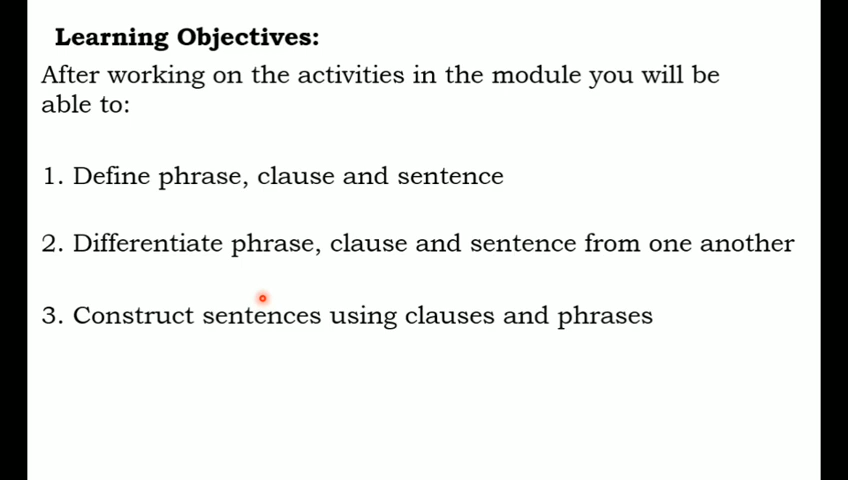 Learning Objectives:
After working on the activities in the module you will be
able to:
1. Define phrase, clause and sentence
2. Differentiate phrase, clause and sentence from one another
3. Construct sentences using clauses and phrases